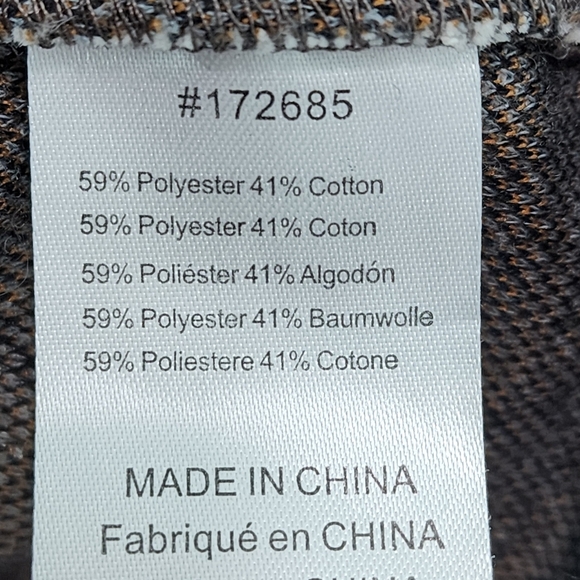 #172685
59% Polyester 41% Cotton
59% Polyester 41% Coton
59% Poliéster 41% Algodón
59% Polyester 41% Baumwolle
59% Poliestere 41% Cotone
MADE IN CHINA
Fabriqué en CHINA